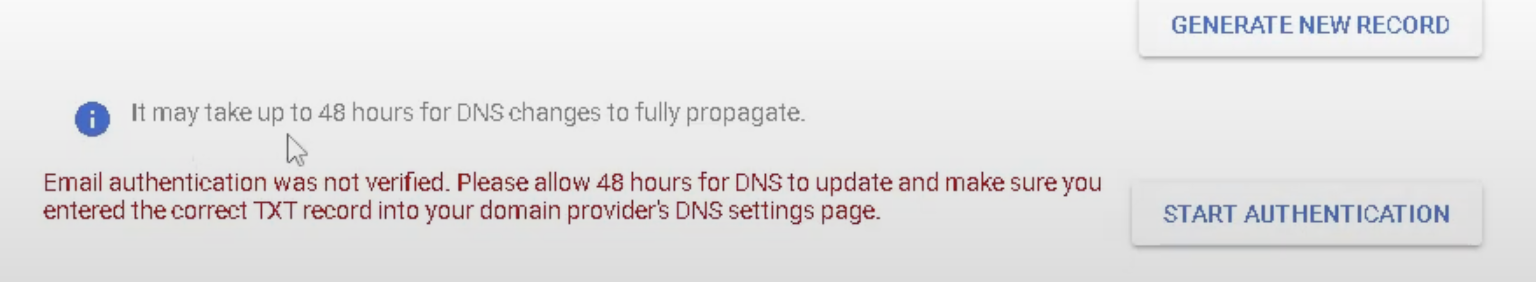 GENERATE NEW RECORD
It may take up to 48 hours for DNS changes to fully propagate.
Email authentication was not verified. Please allow 48 hours for DNS to update and make sure you
entered the correct TXT record into your domain provider's DNS settings page.
START AUTHENTICATION